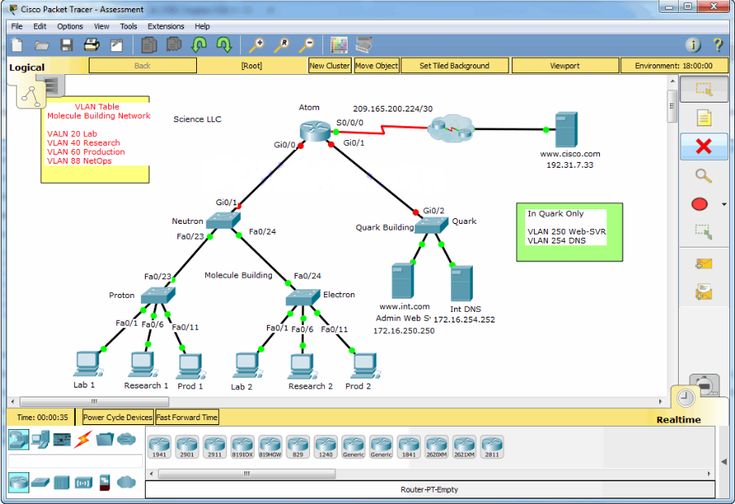 Cisco Packet Tracer - Assessment
File Edit Options View Tools Extensions Help
Logical
Back
[Root]
New Cluster
Move Object
Set Tiled Background
Viewport
Environment: 18:00:00
VLAN Table
Molecule Building Network
VALN 20 Lab
VLAN 40 Research
VLAN 60 Production
VLAN 88 NetOps
Science LLC
Atom
S0/0/0
209.165.200.224/30
Gi0/0
Gi0/1
www.cisco.com
192.31.7.33
Gi0/1
Neutron
Fa0/23
Fa0/24
Gi0/2
Quark Building
Quark
In Quark Only
VLAN 250 Web-SVR
VLAN 254 DNS
Fa0/23
Molecule Building
Fa0/24
Proton
Electron
Fa0/1
Fa0/6
Fa0/11
Fa0/1
Fa0/6
Fa0/11
www.int.com
Admin Web S
172.16.250.250
Int DNS
172.16.254.252
Lab 1
Research 1
Prod 1
Lab 2
Research 2
Prod 2
Time: 00:00:35
Power Cycle Devices
Fast Forward Time
Realtime
1941
2901
2911
819IOX
819HGW
829
1240
Generic
Generic
1841
2620XM
2621XM
2811
Router-PT-Empty